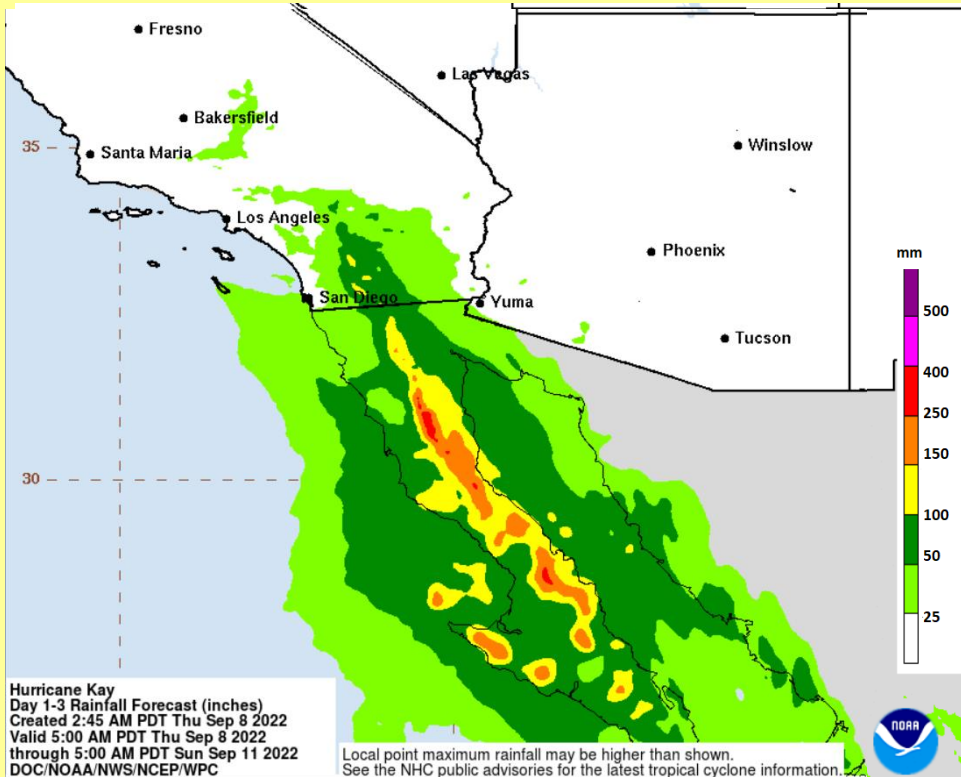 Fresno
Las Vegas
Bakersfield
35
Santa Maria
Winslow
Los Angeles
Phoenix
mm
San Diego
Yuma
500
Tucson
400
250
150
30
100
50
25
Hurricane Kay
Day 1-3 Rainfall Forecast (inches)
Created 2:45 AM PDT Thu Sep 8 2022
Valid 5:00 AM PDT Thu Sep 8 2022
through 5:00 AM PDT Sun Sep 11 2022
DOC/NOAA/NWS/NCEP/WPC
Local point maximum rainfall may be higher than shown.
See the NHC public advisories for the latest tropical cyclone information.
NOAA